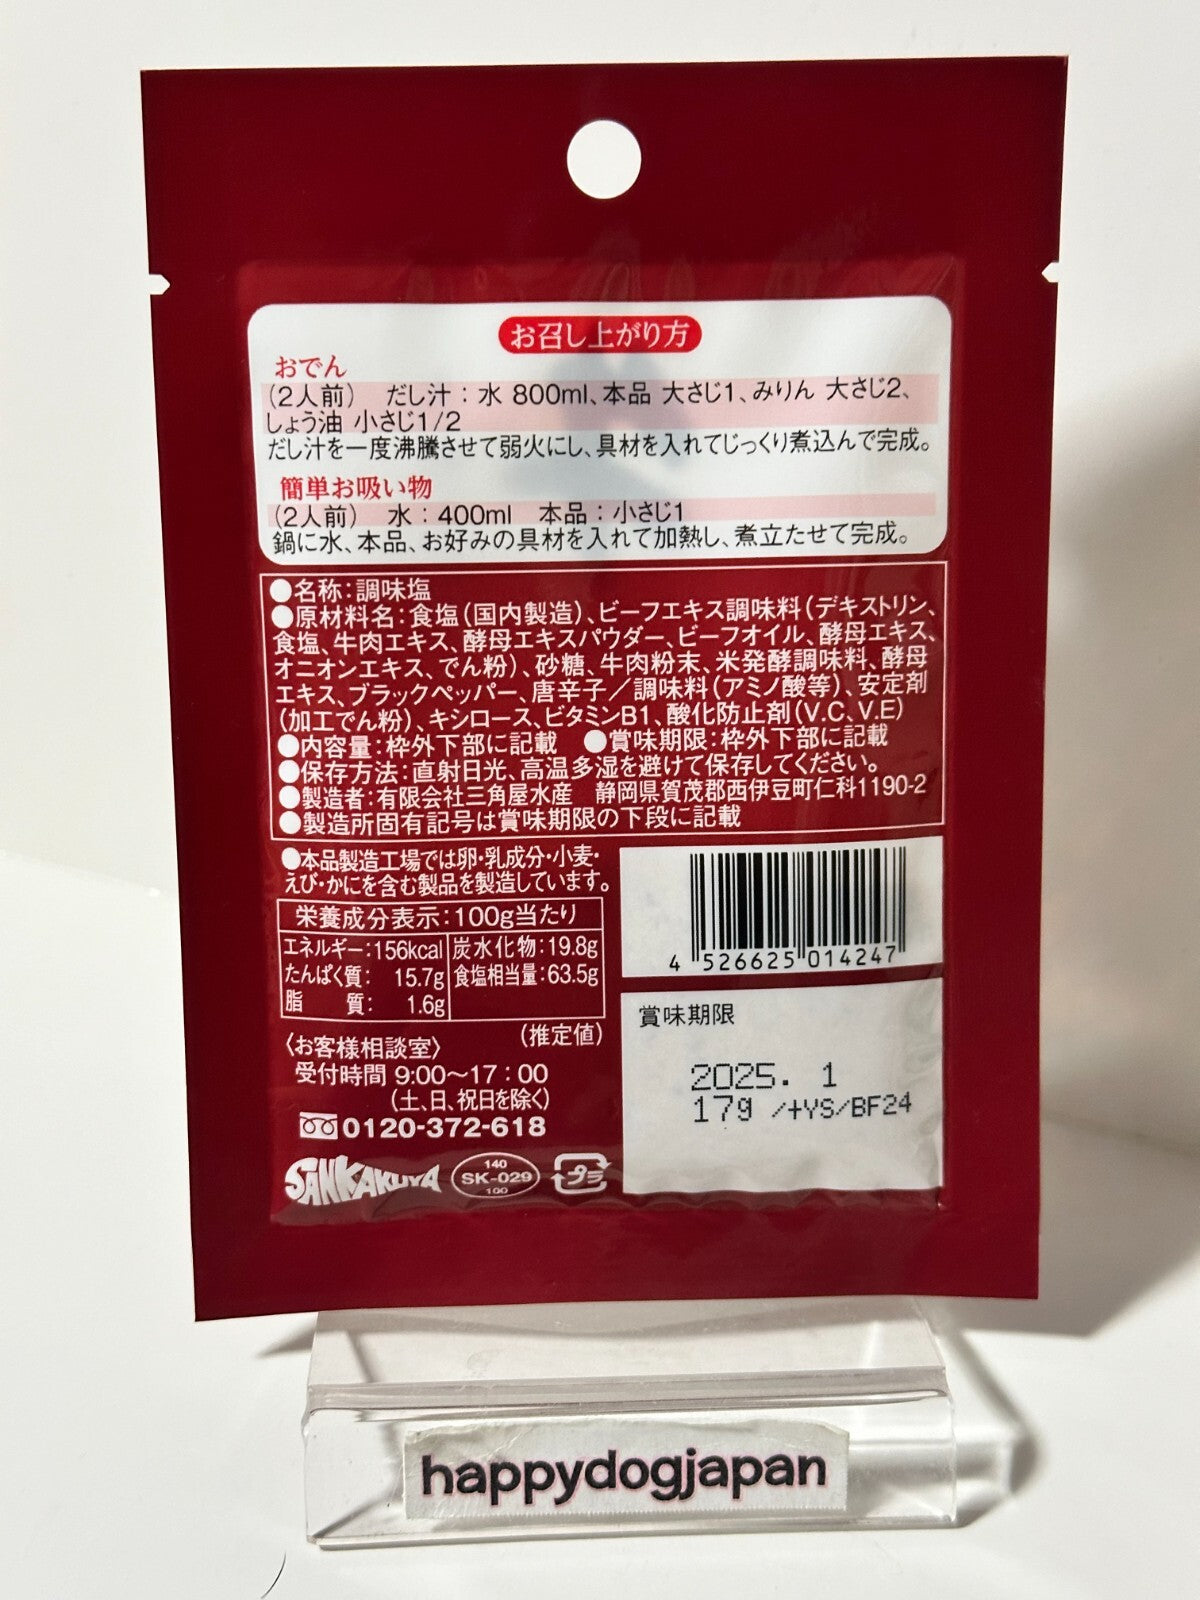 お召し上がり方
おでん
(2人前) だし汁：水 800ml、本品 大さじ1、みりん 大さじ2、
しょう油 小さじ1/2
だし汁を一度沸騰させて弱火にし、具材を入れてじっくり煮込んで完成。
簡単お吸い物
(2人前) 水：400ml 本品：小さじ1
鍋に水、本品、お好みの具材を入れて加熱し、煮立たせて完成。
●名称：調味塩
●原材料名：食塩(国内製造)、ビーフエキス調味料(デキストリン、
食塩、牛肉エキス、酵母エキスパウダー、ビーフオイル、酵母エキス、
オニオンエキス、でん粉)、砂糖、牛肉粉末、米発酵調味料、酵母
エキス、ブラックペッパー、唐辛子／調味料(アミノ酸等)、安定剤
(加工でん粉)、キシロース、ビタミンB1、酸化防止剤(V.C、V.E)
●内容量：枠外下部に記載 ●賞味期限：枠外下部に記載
●保存方法：直射日光、高温多湿を避けて保存してください。
●製造者：有限会社三角屋水産 静岡県賀茂郡西伊豆町仁科1190-2
●製造所固有記号は賞味期限の下段に記載
●本品製造工場では卵・乳成分・小麦・
えび・かにを含む製品を製造しています。
栄養成分表示：100g当たり
エネルギー：156kcal 炭水化物：19.8g
たんぱく質： 15.7g 食塩相当量：63.5g
脂 質： 1.6g
(推定値)
〈お客様相談室〉
受付時間 9:00〜17:00
(土、日、祝日を除く)
0120-372-618
SANKAKUYA
140
SK-029
100
プラ
4 526625 014247
賞味期限
2025. 1
17g /+YS/BF24
happydogjapan